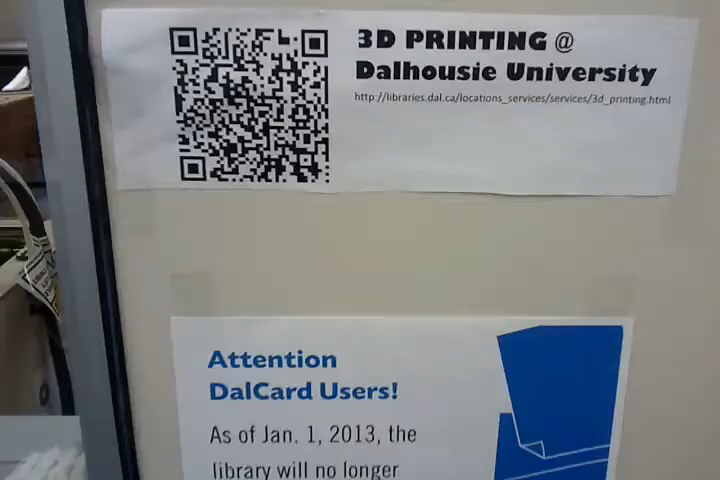 3D PRINTING @
Dalhousie University
http://libraries.dal.ca/locations_services/services/3d_printing.html
Attention
DalCard Users!
As of Jan. 1, 2013, the
library will no longer